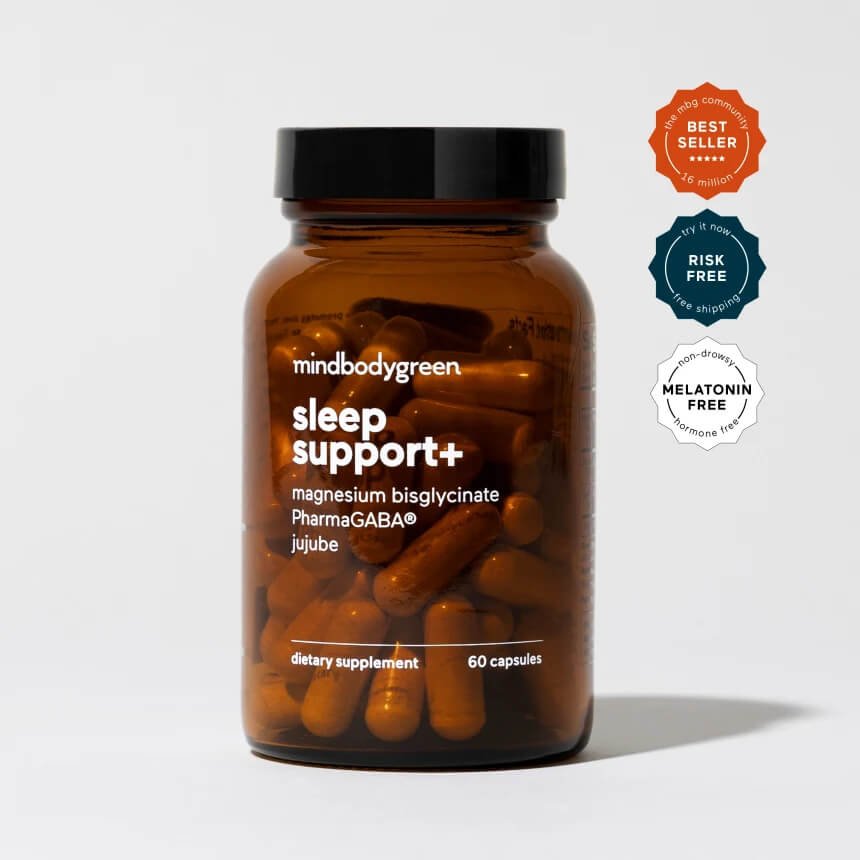 mindbodygreen
sleep
support+
magnesium bisglycinate
PharmaGABA®
jujube
dietary supplement
60 capsules
the mbg community
BEST
SELLER
16 million
try it now
RISK
FREE
free shipping
non-drowsy
MELATONIN
FREE
hormone free